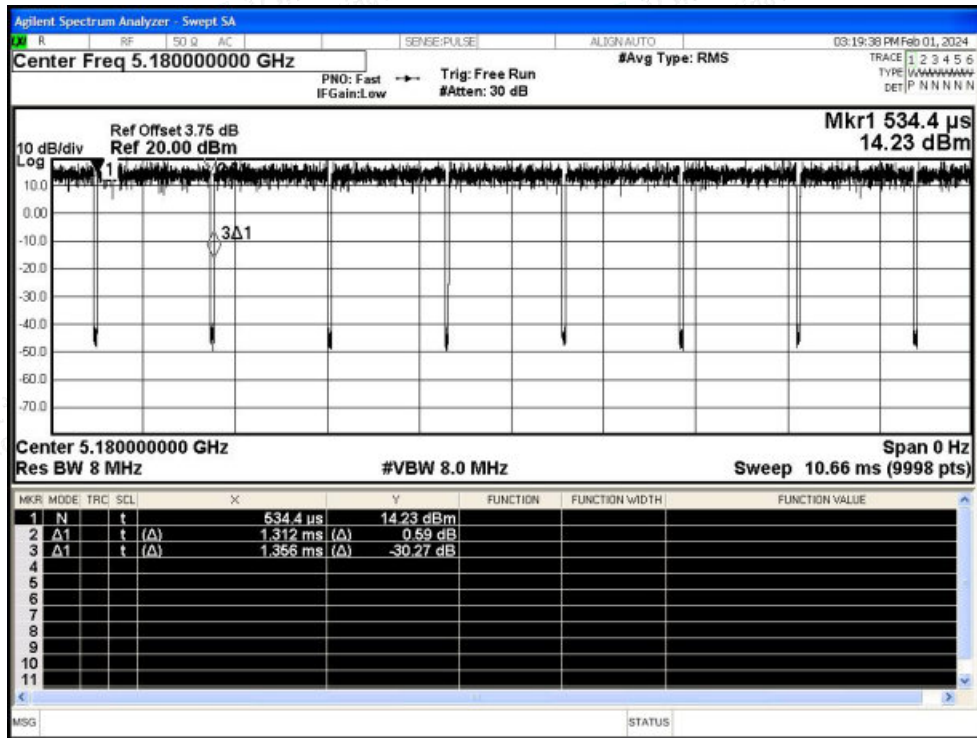 Agilent Spectrum Analyzer - Swept SA
R RF 50 Ω AC SENSE:PULSE ALIGN AUTO 03:19:38 PM Feb 01, 2024
Center Freq 5.180000000 GHz #Avg Type: RMS TRACE 1 2 3 4 5 6
PNO: Fast Trig: Free Run TYPE
IFGain:Low #Atten: 30 dB DET P N N N N N
Mkr1 534.4 µs
14.23 dBm
Ref Offset 3.75 dB
10 dB/div Ref 20.00 dBm
Log
1
10.0
0.00
3Δ1
-10.0
-20.0
-30.0
-40.0
-50.0
-60.0
-70.0
Center 5.180000000 GHz Span 0 Hz
Res BW 8 MHz #VBW 8.0 MHz Sweep 10.66 ms (9998 pts)
MKR MODE TRC SCL X Y FUNCTION FUNCTION WIDTH FUNCTION VALUE
1 N t 534.4 µs 14.23 dBm
2 Δ1 t (Δ) 1.312 ms (Δ) 0.59 dB
3 Δ1 t (Δ) 1.356 ms (Δ) -30.27 dB
4
5
6
7
8
9
10
11
MSG STATUS